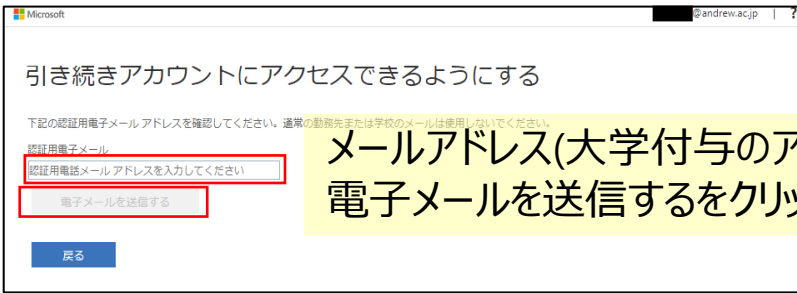 Microsoft
@andrew.ac.jp | ?
引き続きアカウントにアクセスできるようにする
下記の認証用電子メール アドレスを確認してください。通常の勤務先または学校のメールは使用しないでください。
認証用電子メール
認証用電話メール アドレスを入力してください
メールアドレス(大学付与のア
電子メールを送信する
電子メールを送信するをクリッ
戻る